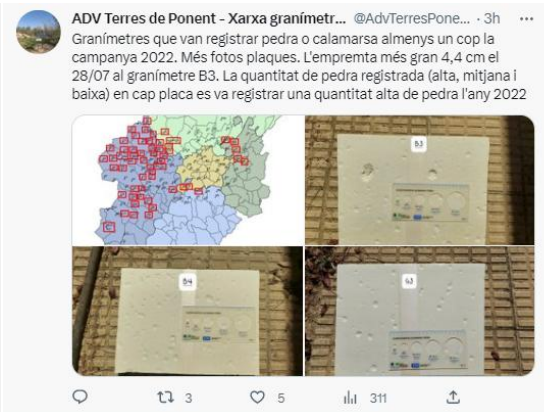 ADV Terres de Ponent - Xarxa granímetr... @AdvTerresPone... · 3h
Granímetres que van registrar pedra o calamarsa almenys un cop la
campanya 2022. Més fotos plaques. L'empremta més gran 4,4 cm el
28/07 al granímetre B3. La quantitat de pedra registrada (alta, mitjana i
baixa) en cap placa es va registrar una quantitat alta de pedra l'any 2022
B3
B4
G3
3
5
311